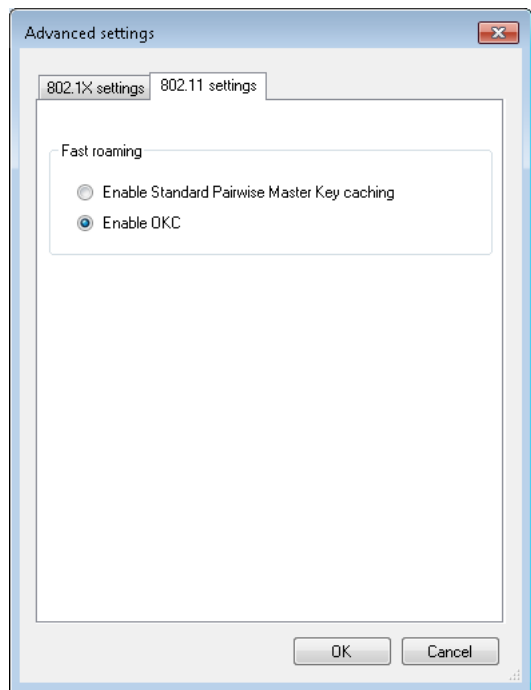 Advanced settings
802.1X settings 802.11 settings
Fast roaming
Enable Standard Pairwise Master Key caching
Enable OKC
OK Cancel